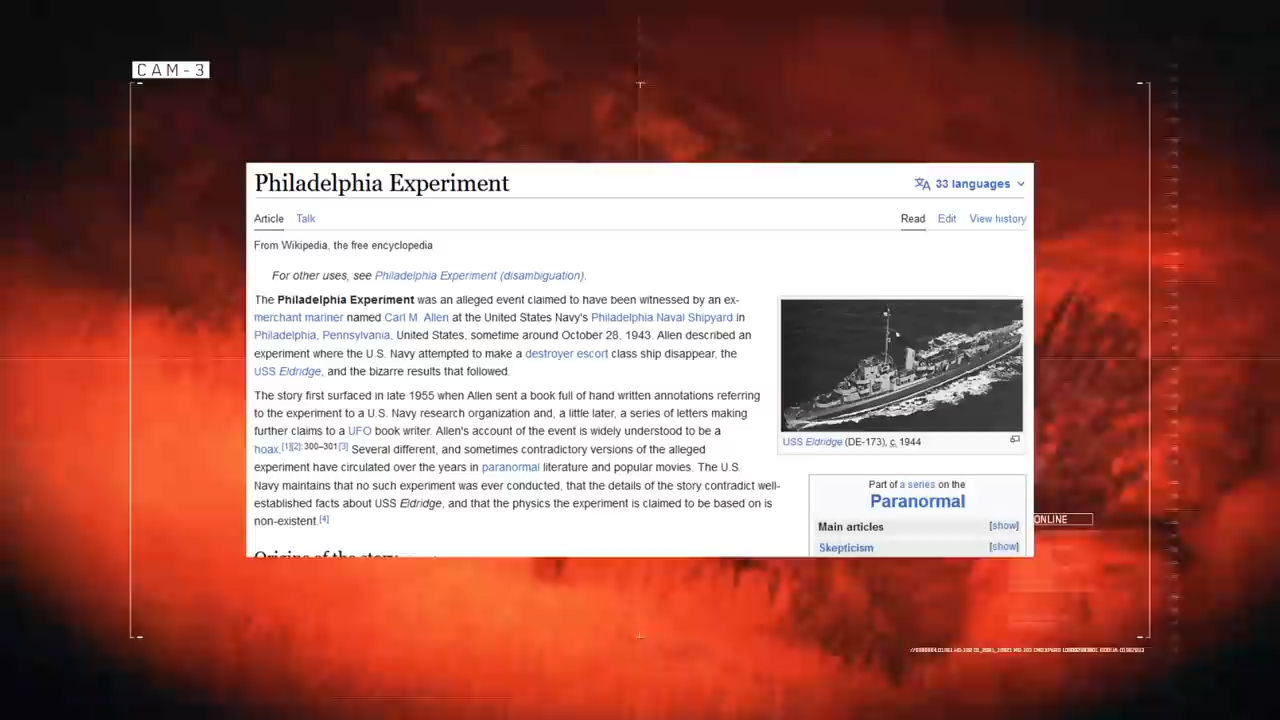 CAM-3
Philadelphia Experiment
33 languages
Article Talk
Read Edit View history
From Wikipedia, the free encyclopedia
For other uses, see Philadelphia Experiment (disambiguation).
The Philadelphia Experiment was an alleged event claimed to have been witnessed by an ex-
merchant mariner named Carl M. Allen at the United States Navy's Philadelphia Naval Shipyard in
Philadelphia, Pennsylvania, United States, sometime around October 28, 1943. Allen described an
experiment where the U.S. Navy attempted to make a destroyer escort class ship disappear, the
USS Eldridge, and the bizarre results that followed.
The story first surfaced in late 1955 when Allen sent a book full of hand written annotations referring
to the experiment to a U.S. Navy research organization and, a little later, a series of letters making
further claims to a UFO book writer. Allen's account of the event is widely understood to be a
hoax.[1][2]: 300–301 [3] Several different, and sometimes contradictory versions of the alleged
experiment have circulated over the years in paranormal literature and popular movies. The U.S.
Navy maintains that no such experiment was ever conducted, that the details of the story contradict well-
established facts about USS Eldridge, and that the physics the experiment is claimed to be based on is
non-existent.[4]
Origins of the story
USS Eldridge (DE-173), c. 1944
Part of a series on the
Paranormal
Main articles [show]
Skepticism [show]
ONLINE